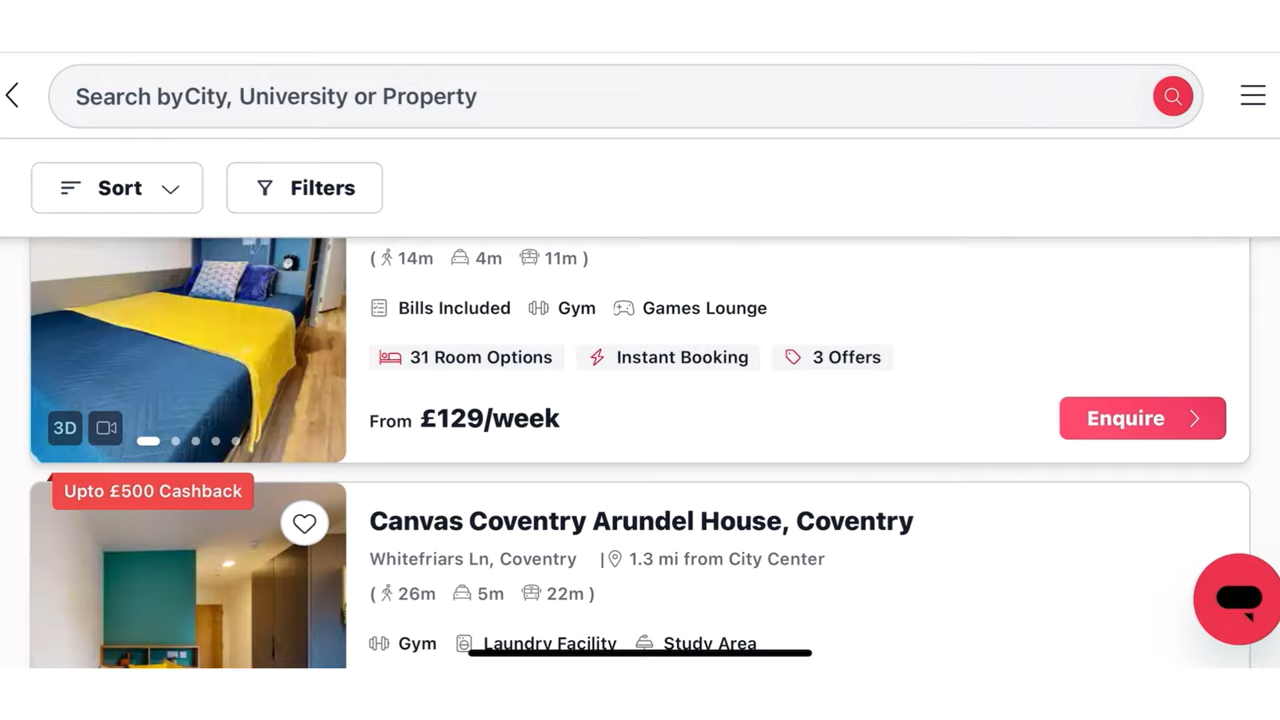 Search byCity, University or Property
Sort
Filters
( 14m 4m 11m )
Bills Included Gym Games Lounge
31 Room Options Instant Booking 3 Offers
3D
From £129/week
Enquire
Upto £500 Cashback
Canvas Coventry Arundel House, Coventry
Whitefriars Ln, Coventry | 1.3 mi from City Center
( 26m 5m 22m )
Gym Laundry Facility Study Area